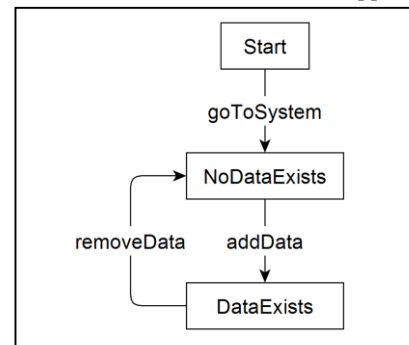 Start
goToSystem
NoDataExists
removeData addData
DataExists